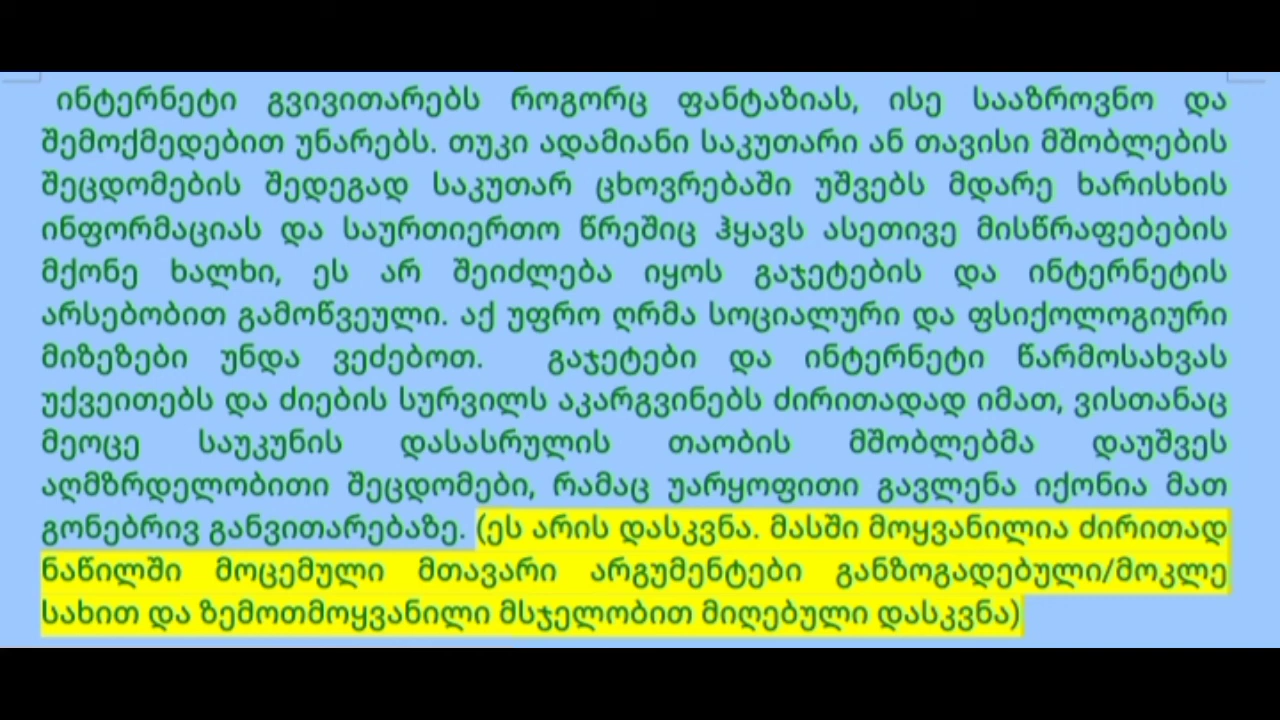 ინტერნეტი გვივითარებს როგორც ფანტაზიას, ისე სააზროვნო და
შემოქმედებით უნარებს. თუკი ადამიანი საკუთარი ან თავისი მშობლების
შეცდომების შედეგად საკუთარ ცხოვრებაში უშვებს მდარე ხარისხის
ინფორმაციას და საურთიერთო წრეშიც ჰყავს ასეთივე მისწრაფებების
მქონე ხალხი, ეს არ შეიძლება იყოს გაჯეტების და ინტერნეტის
არსებობით გამოწვეული. აქ უფრო ღრმა სოციალური და ფსიქოლოგიური
მიზეზები უნდა ვეძებოთ. გაჯეტები და ინტერნეტი წარმოსახვას
უქვეითებს და ძიების სურვილს აკარგვინებს ძირითადად იმათ, ვისთანაც
მეოცე საუკუნის დასასრულის თაობის მშობლებმა დაუშვეს
აღმზრდელობითი შეცდომები, რამაც უარყოფითი გავლენა იქონია მათ
გონებრივ განვითარებაზე. (ეს არის დასკვნა. მასში მოყვანილია ძირითად
ნაწილში მოცემული მთავარი არგუმენტები განზოგადებული/მოკლე
სახით და ზემოთმოყვანილი მსჯელობით მიღებული დასკვნა)